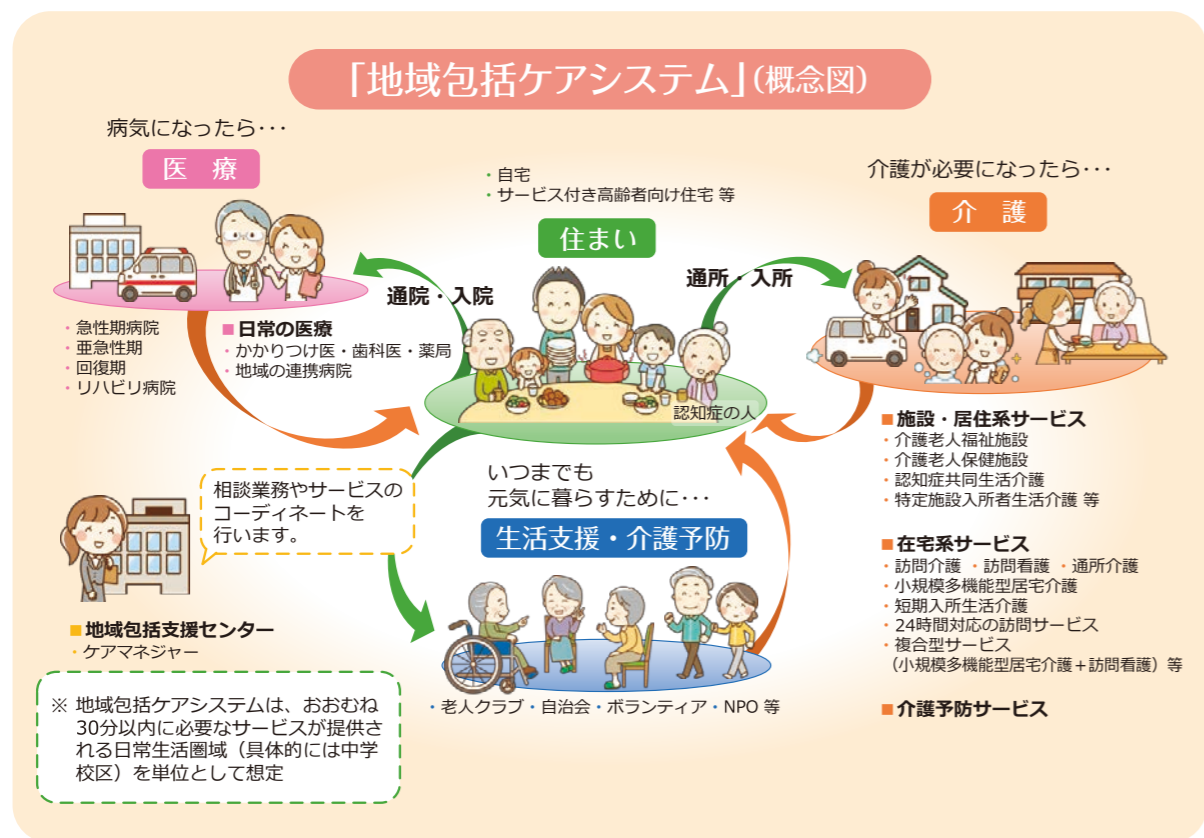 「地域包括ケアシステム」(概念図)
病気になったら･･･
医 療
・急性期病院
・亜急性期
・回復期
・リハビリ病院
■日常の医療
・かかりつけ医・歯科医・薬局
・地域の連携病院
・自宅
・サービス付き高齢者向け住宅 等
住まい
通院・入院
通所・入所
認知症の人
介護が必要になったら･･･
介 護
■施設・居住系サービス
・介護老人福祉施設
・介護老人保健施設
・認知症共同生活介護
・特定施設入所者生活介護 等
■在宅系サービス
・訪問介護 ・訪問看護 ・通所介護
・小規模多機能型居宅介護
・短期入所生活介護
・24時間対応の訪問サービス
・複合型サービス
（小規模多機能型居宅介護＋訪問看護）等
■介護予防サービス
相談業務やサービスの
コーディネートを
行います。
■地域包括支援センター
・ケアマネジャー
いつまでも
元気に暮らすために･･･
生活支援・介護予防
・老人クラブ・自治会・ボランティア・NPO 等
※ 地域包括ケアシステムは、おおむね
30分以内に必要なサービスが提供さ
れる日常生活圏域（具体的には中学
校区）を単位として想定